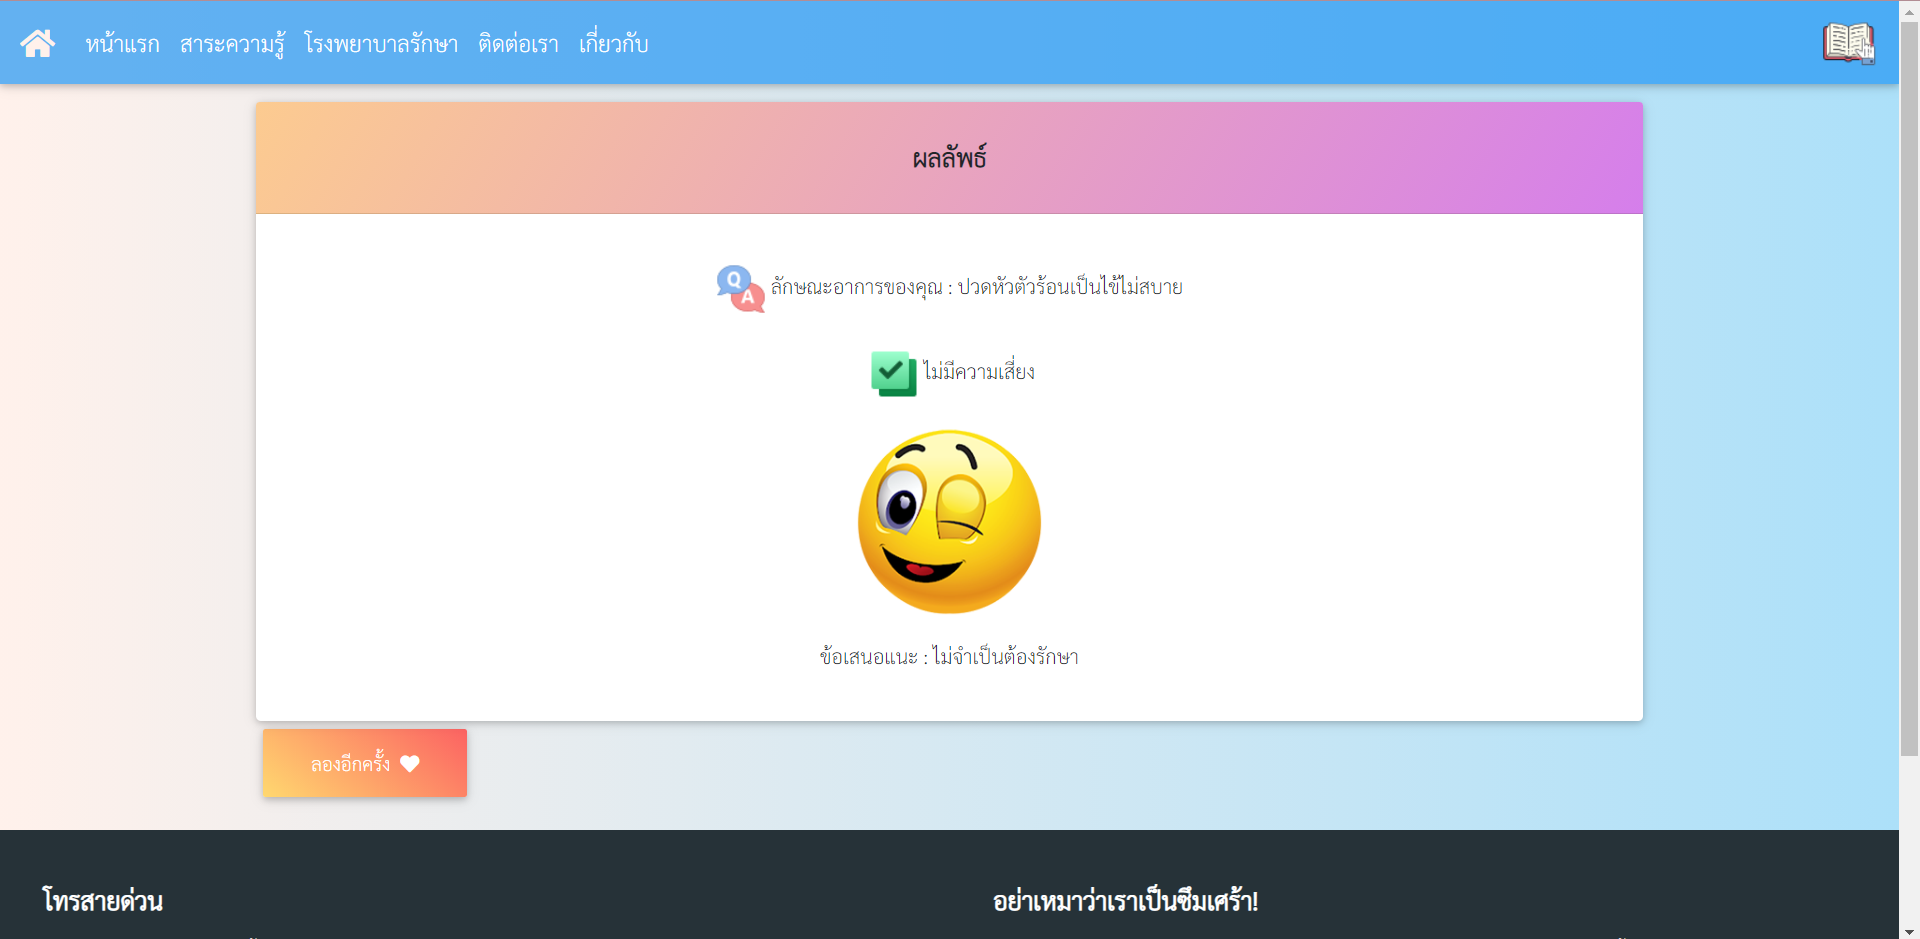 หน้าแรก สาระความรู้ โรงพยาบาลรักษา ติดต่อเรา เกี่ยวกับ
ผลลัพธ์
Q A ลักษณะอาการของคุณ : ปวดหัวตัวร้อนเป็นไข้ไม่สบาย
ไม่มีความเสี่ยง
ข้อเสนอแนะ : ไม่จำเป็นต้องรักษา
ลองอีกครั้ง
โทรสายด่วน
อย่าเหมาว่าเราเป็นซึมเศร้า!